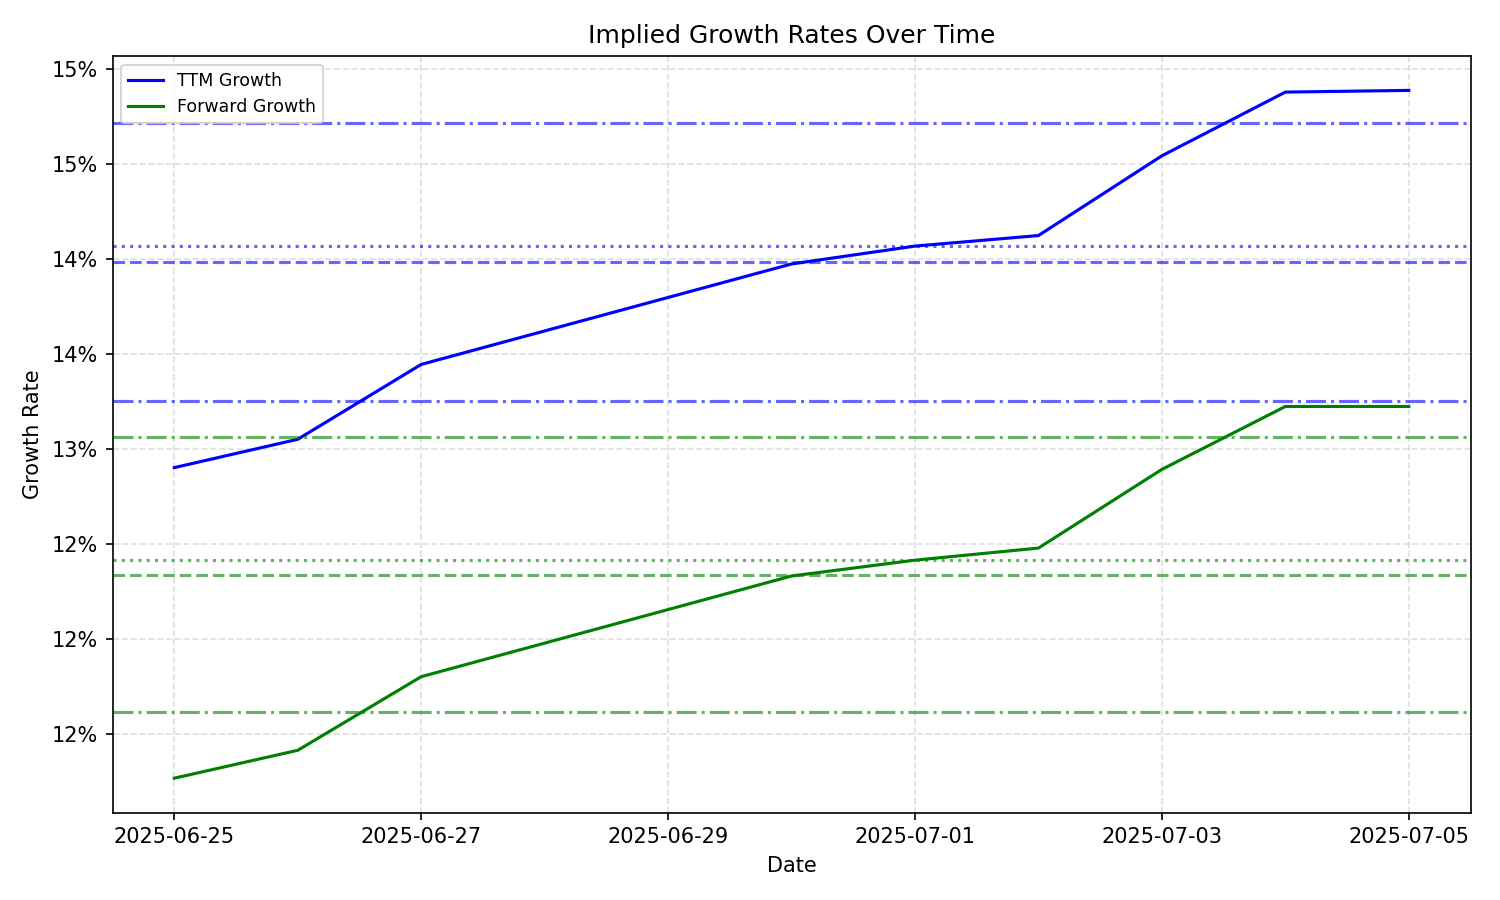 Implied Growth Rates Over Time
TTM Growth
Forward Growth
15%
15%
14%
14%
13%
12%
12%
12%
Growth Rate
2025-06-25
2025-06-27
2025-06-29
2025-07-01
2025-07-03
2025-07-05
Date